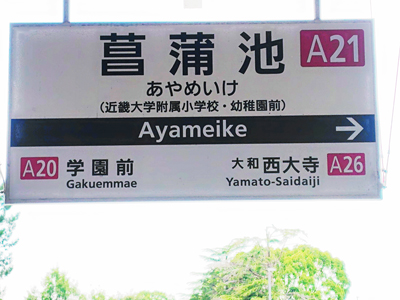 菖蒲池 A21
あやめいけ
(近畿大学附属小学校・幼稚園前)
Ayameike →
A20 学園前 大和西大寺 A26
Gakuemmae Yamato-Saidaiji